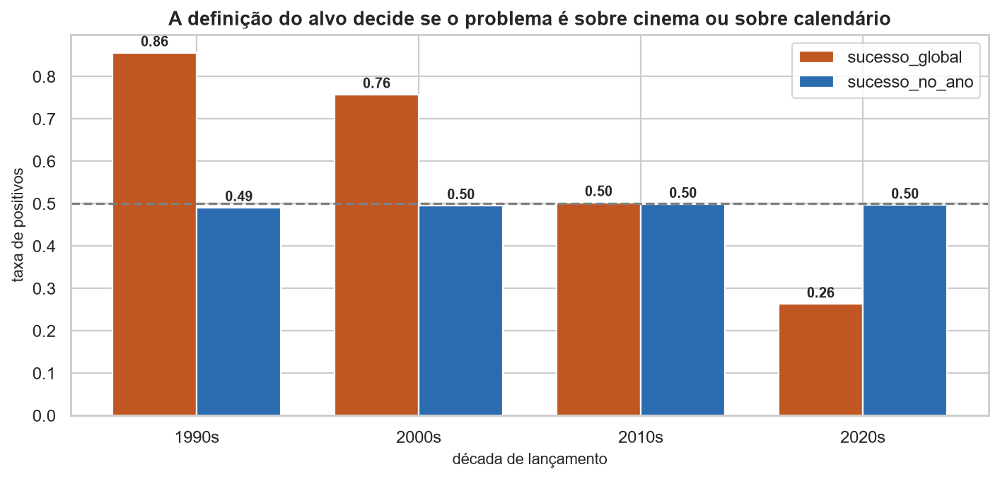 A definição do alvo decide se o problema é sobre cinema ou sobre calendário
sucesso_global
sucesso_no_ano
taxa de positivos
0.8
0.7
0.6
0.5
0.4
0.3
0.2
0.1
0.0
0.86
0.49
0.76
0.50
0.50
0.50
0.26
0.50
1990s
2000s
2010s
2020s
década de lançamento